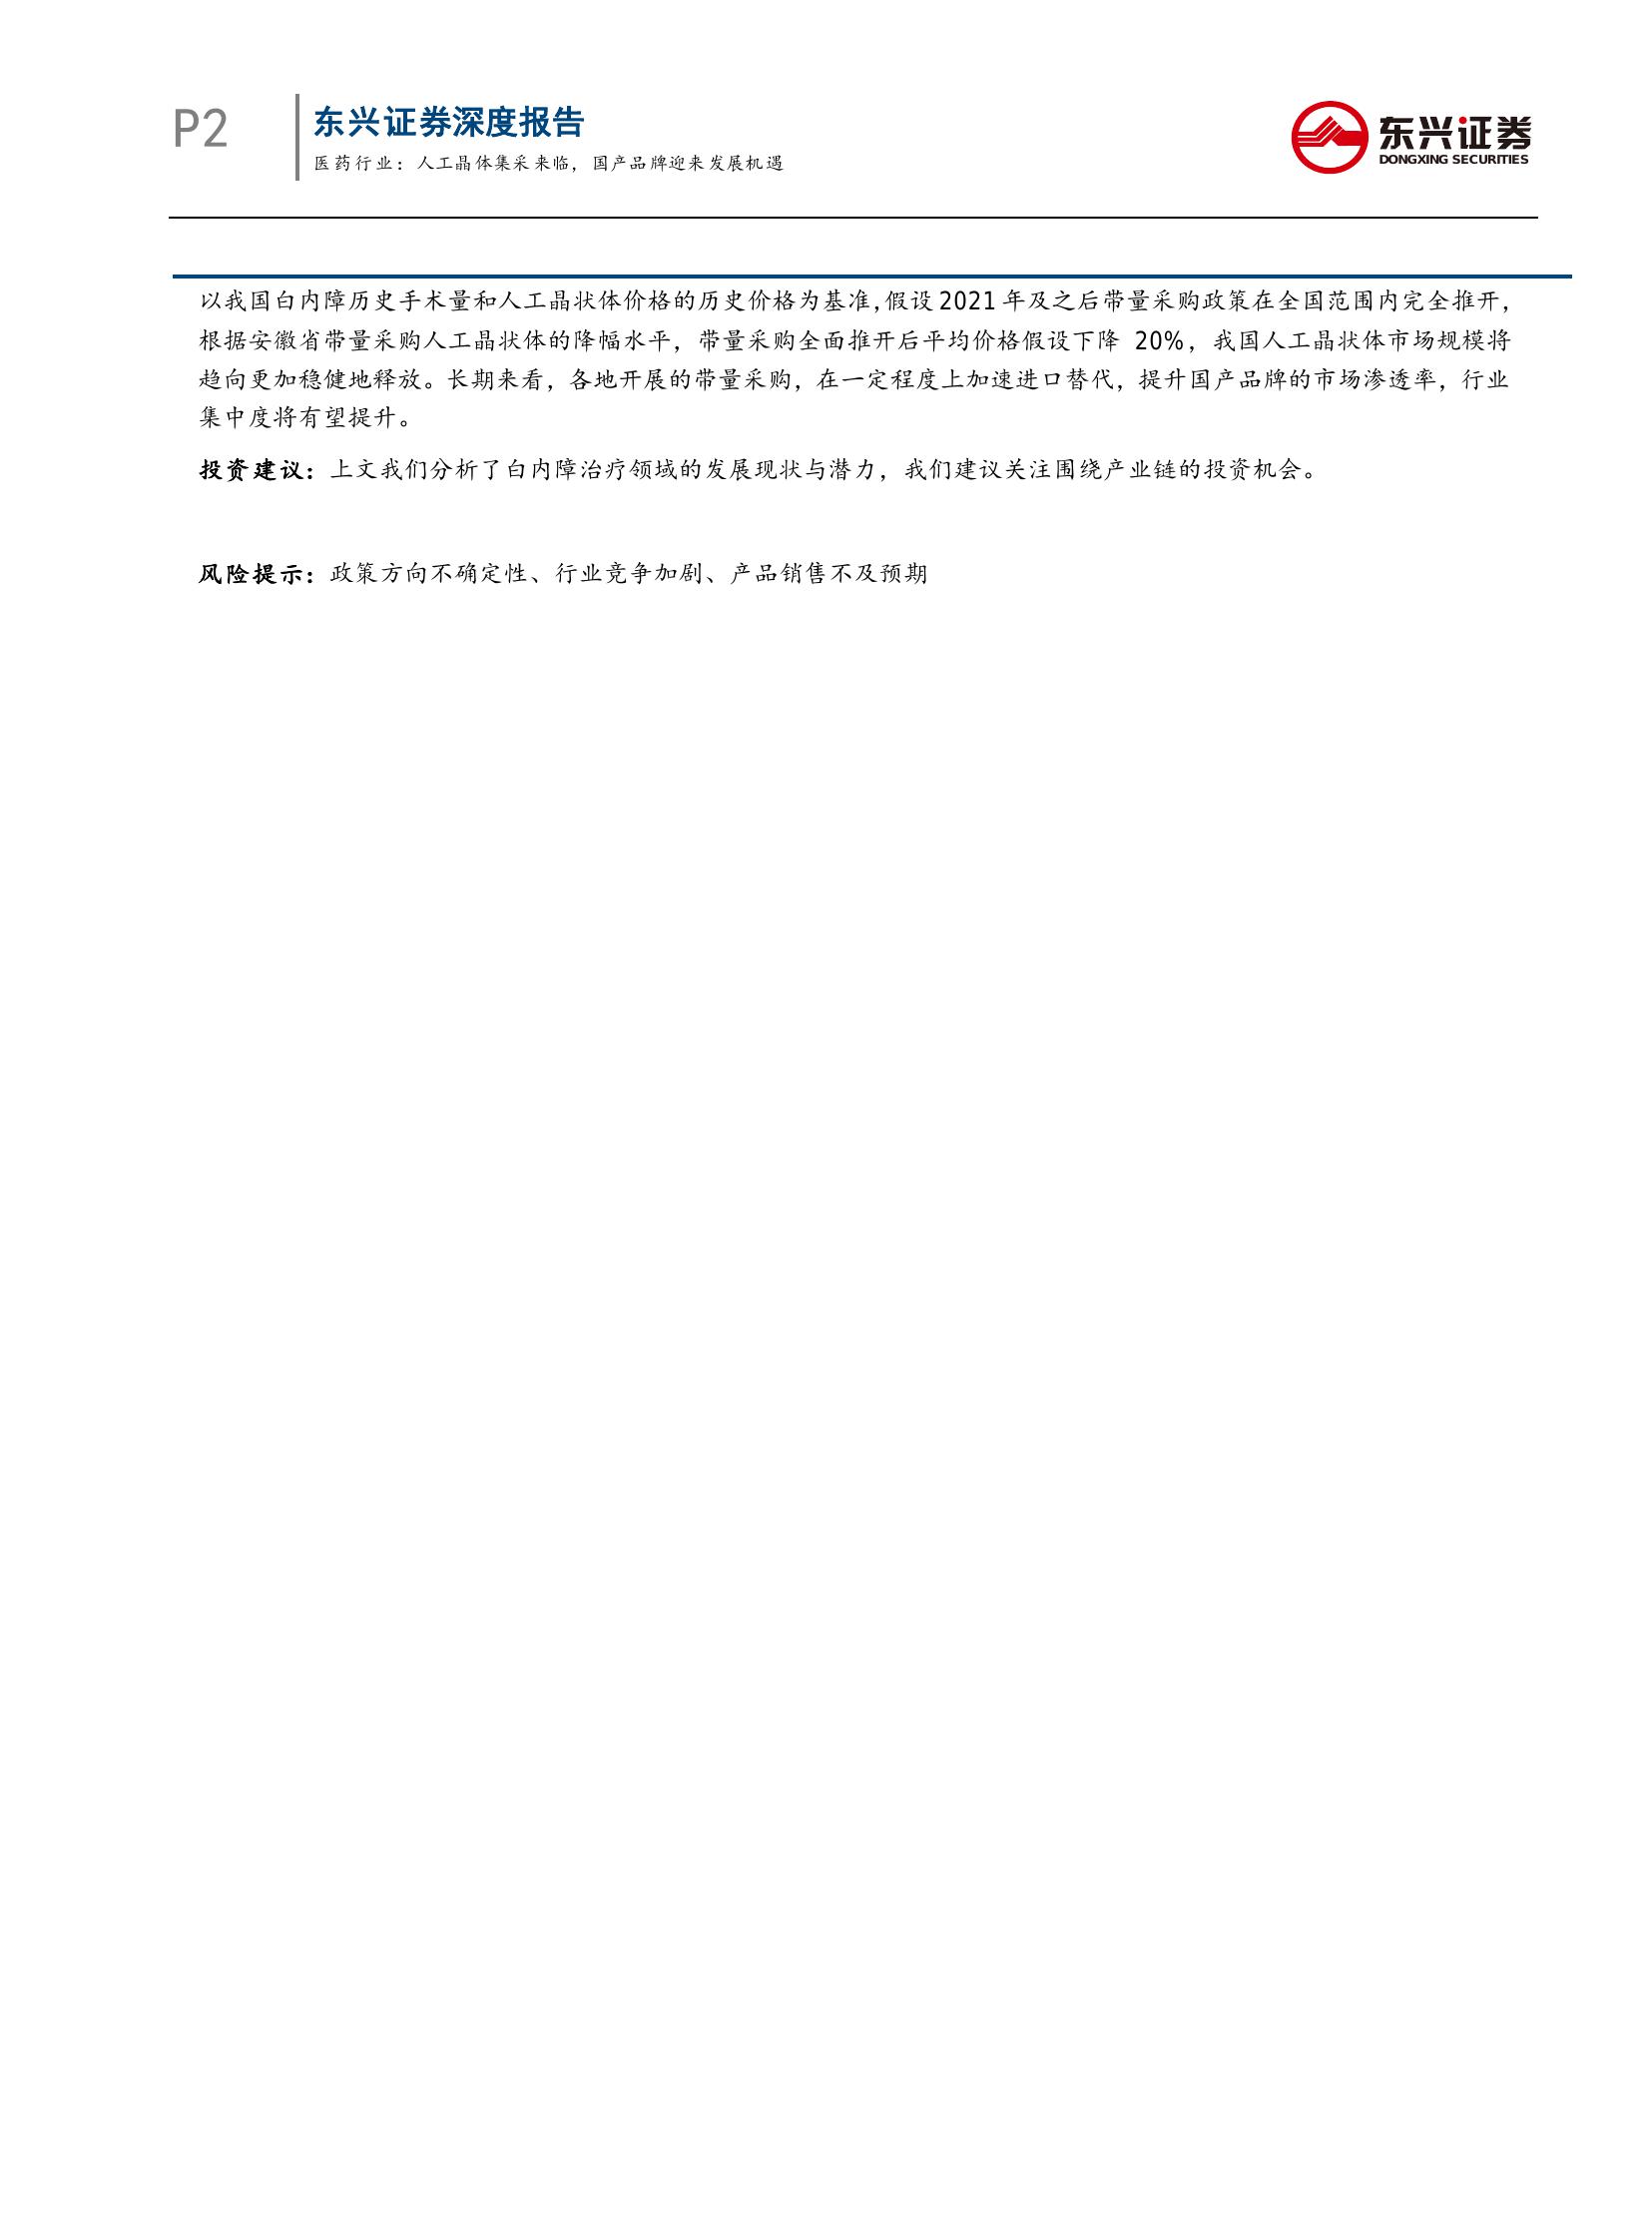 P2
东兴证券深度报告
医药行业：人工晶体集采来临，国产品牌迎来发展机遇
东兴证券
DONGXING SECURITIES
以我国白内障历史手术量和人工晶状体价格的历史价格为基准,假设2021年及之后带量采购政策在全国范围内完全推开，
根据安徽省带量采购人工晶状体的降幅水平，带量采购全面推开后平均价格假设下降 20%，我国人工晶状体市场规模将
趋向更加稳健地释放。长期来看，各地开展的带量采购，在一定程度上加速进口替代，提升国产品牌的市场渗透率，行业
集中度将有望提升。
投资建议：上文我们分析了白内障治疗领域的发展现状与潜力，我们建议关注围绕产业链的投资机会。
风险提示：政策方向不确定性、行业竞争加剧、产品销售不及预期